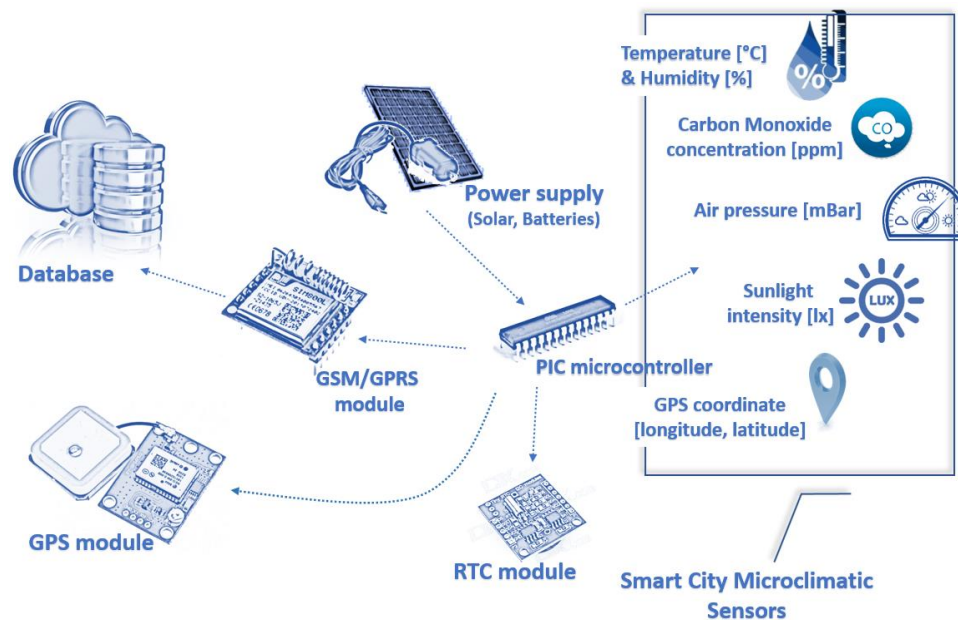 Temperature [°C]
& Humidity [%]
%
Carbon Monoxide
concentration [ppm]
CO
Power supply
(Solar, Batteries)
Air pressure [mBar]
Database
SIM800L
Sunlight
intensity [lx]
LUX
PIC microcontroller
GSM/GPRS
module
GPS coordinate
[longitude, latitude]
GPS module
RTC module
Smart City Microclimatic
Sensors